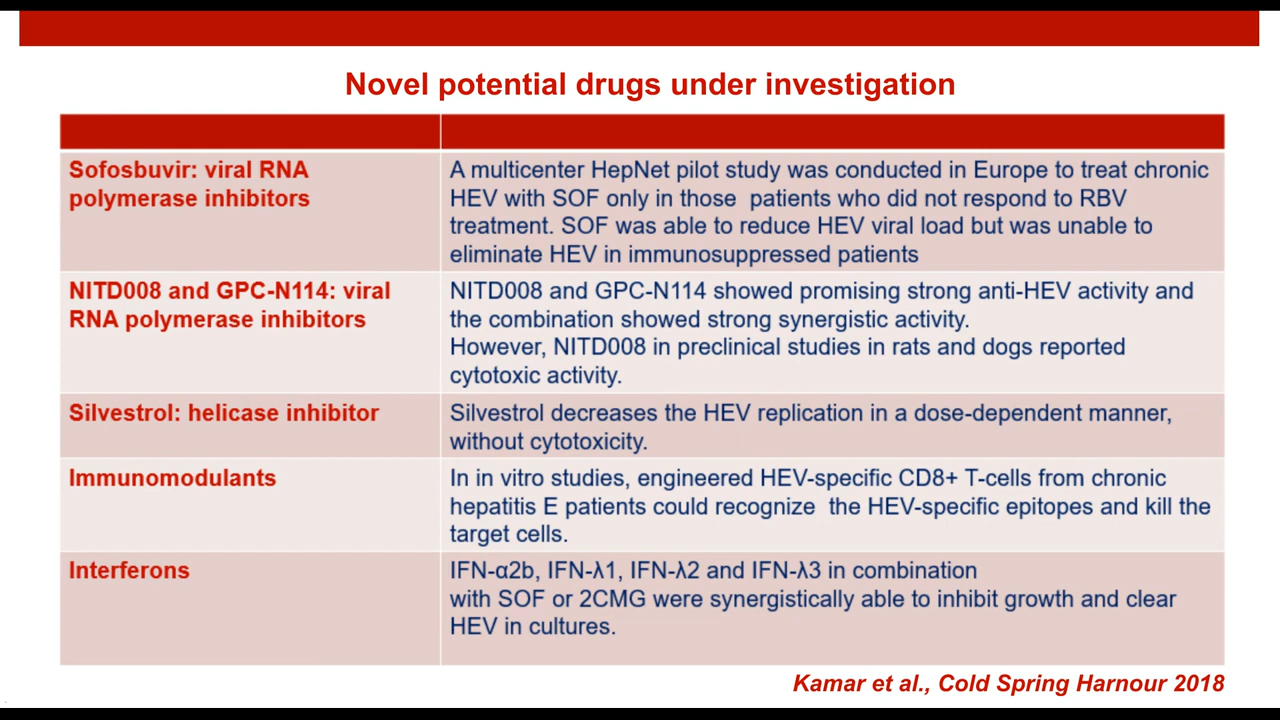 Novel potential drugs under investigation
Sofosbuvir: viral RNA
polymerase inhibitors
A multicenter HepNet pilot study was conducted in Europe to treat chronic
HEV with SOF only in those patients who did not respond to RBV
treatment. SOF was able to reduce HEV viral load but was unable to
eliminate HEV in immunosuppressed patients
NITD008 and GPC-N114: viral
RNA polymerase inhibitors
NITD008 and GPC-N114 showed promising strong anti-HEV activity and
the combination showed strong synergistic activity.
However, NITD008 in preclinical studies in rats and dogs reported
cytotoxic activity.
Silvestrol: helicase inhibitor
Silvestrol decreases the HEV replication in a dose-dependent manner,
without cytotoxicity.
Immunomodulants
In in vitro studies, engineered HEV-specific CD8+ T-cells from chronic
hepatitis E patients could recognize the HEV-specific epitopes and kill the
target cells.
Interferons
IFN-α2b, IFN-λ1, IFN-λ2 and IFN-λ3 in combination
with SOF or 2CMG were synergistically able to inhibit growth and clear
HEV in cultures.
Kamar et al., Cold Spring Harnour 2018